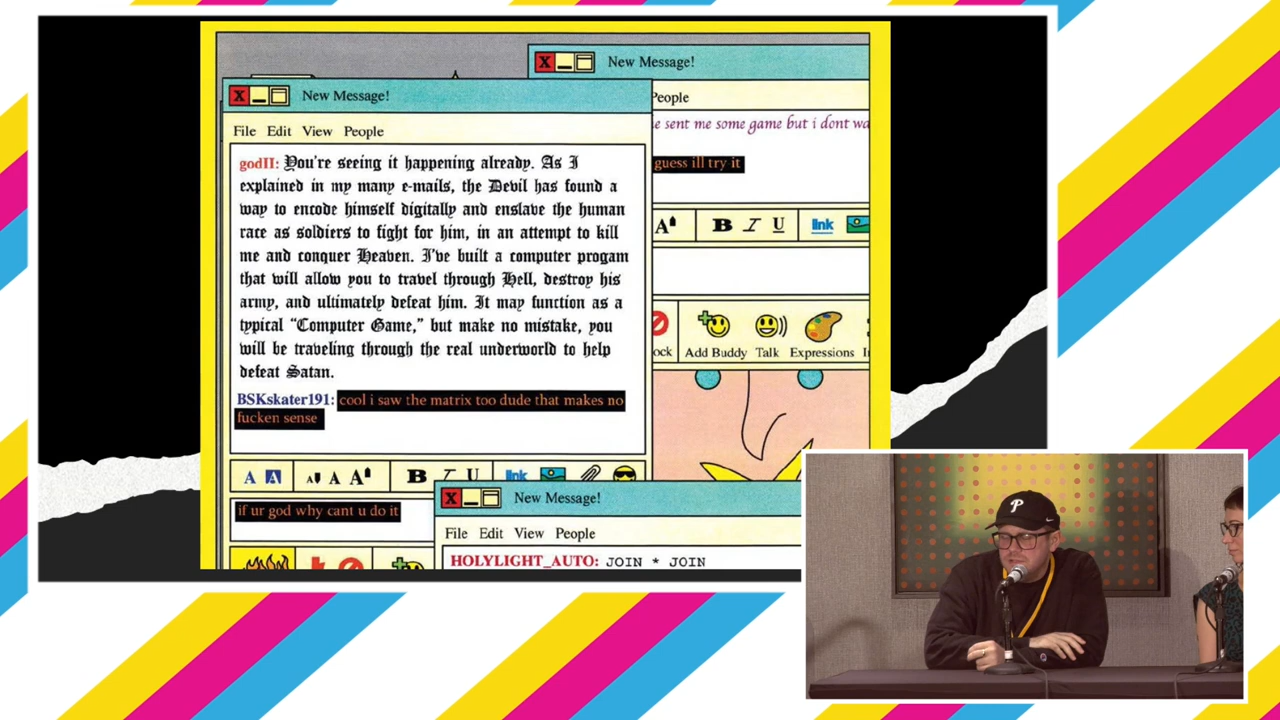 New Message!
People
e sent me some game but i dont wa
guess ill try it
B I U link
ock Add Buddy Talk Expressions
New Message!
File Edit View People
godII: You're seeing it happening already. As I
explained in my many e-mails, the Devil has found a
way to encode himself digitally and enslave the human
race as soldiers to fight for him, in an attempt to kill
me and conquer Heaven. I've built a computer progam
that will allow you to travel through Hell, destroy his
army, and ultimately defeat him. It may function as a
typical “Computer Game,” but make no mistake, you
will be traveling through the real underworld to help
defeat Satan.
BSKskater191: cool i saw the matrix too dude that makes no
fucken sense
A A A A A B I U link
if ur god why cant u do it
New Message!
File Edit View People
HOLYLIGHT_AUTO: JOIN * JOIN
P